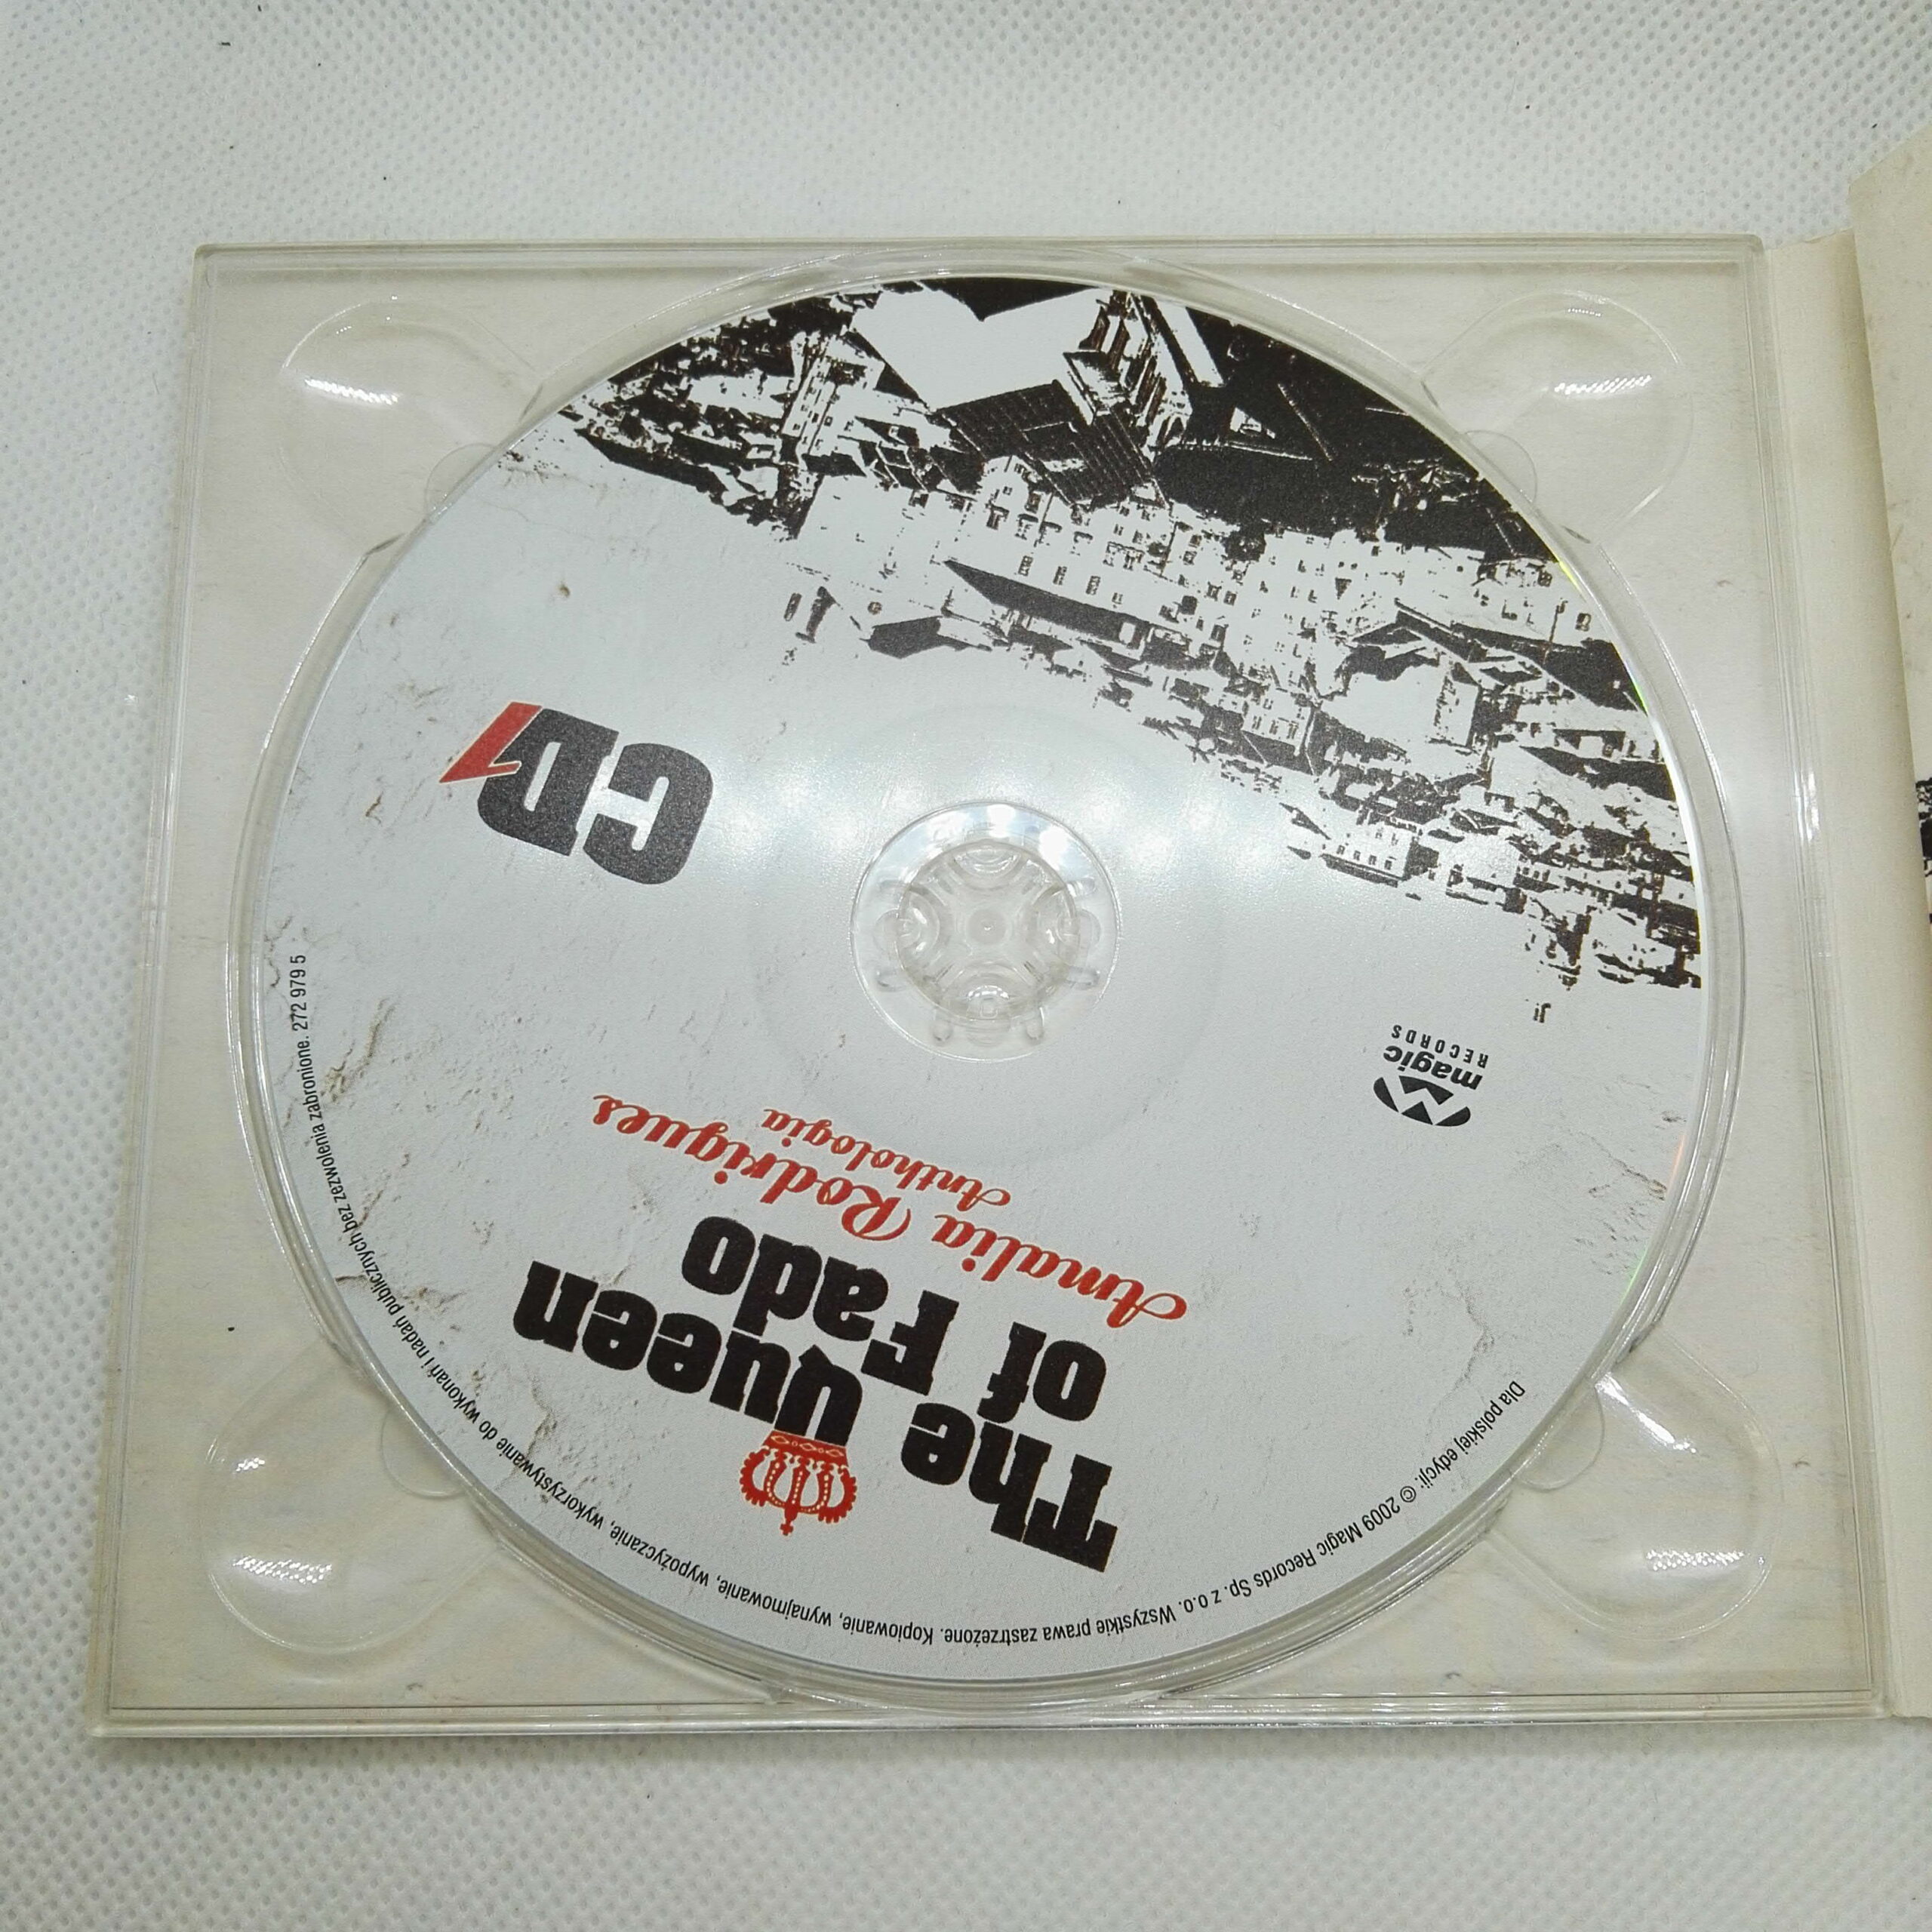 The Queen
of Fado
Amalia Rodrigues
Anthologia
magic
RECORDS
CD1
Dla polskiej edycji: © 2009 Magic Records Sp. z o.o. Wszystkie prawa zastrzeżone. Kopiowanie, wynajmowanie, wypożyczanie, wykorzystywanie do wykonań i nadań publicznych bez zezwolenia zabronione. 272 979 5